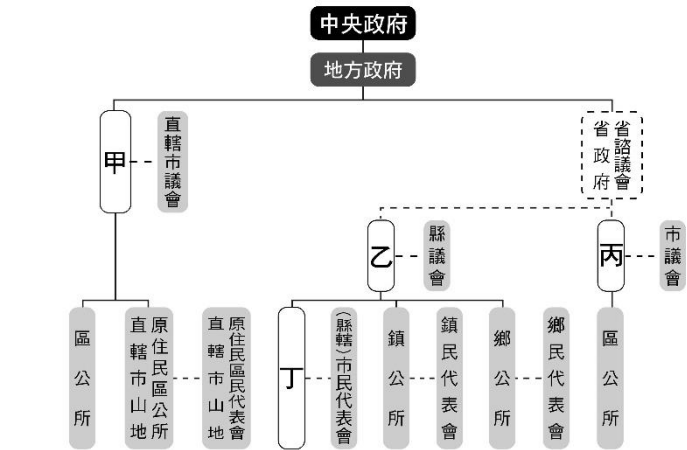 中央政府
地方政府
甲
直轄市議會
省諮議會
省政府
乙
縣議會
丙
市議會
區公所
原住民區公所
直轄市山地
原住民區民代表會
直轄市山地
丁
(縣轄)市民代表會
鎮公所
鎮民代表會
鄉公所
鄉民代表會
區公所